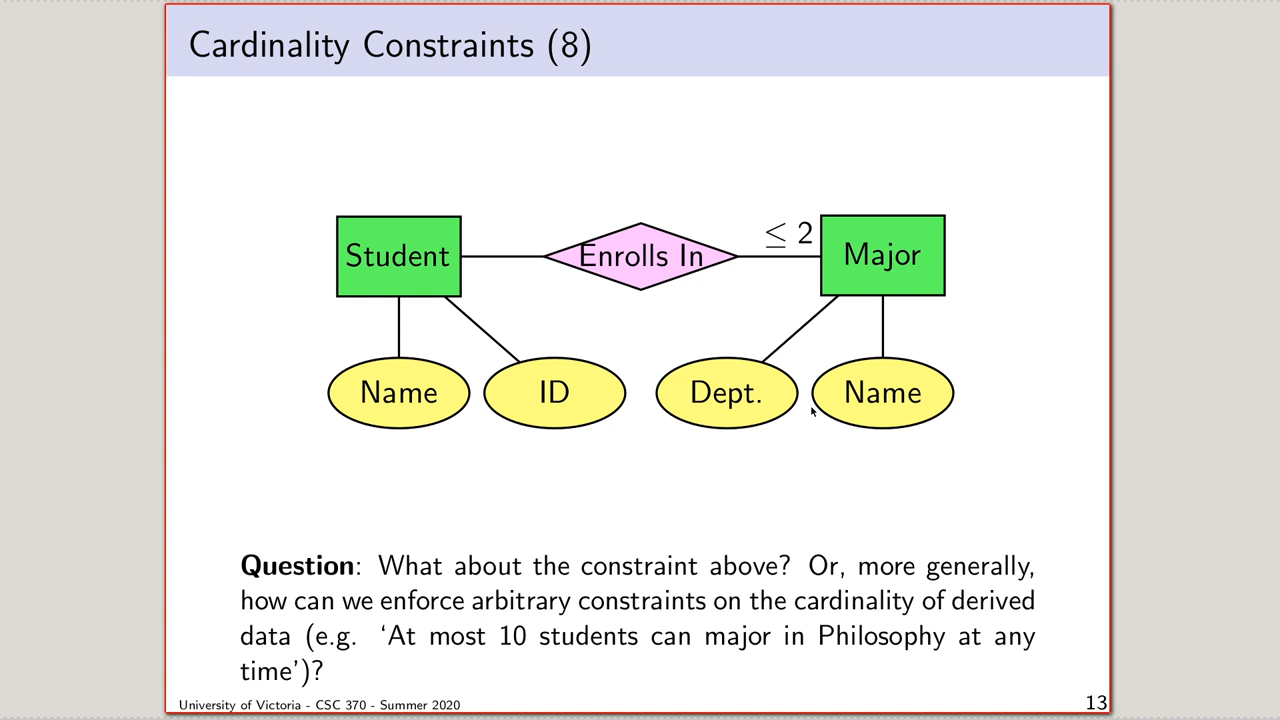 Cardinality Constraints (8)
≤ 2
Student
Enrolls In
Major
Name
ID
Dept.
Name
Question: What about the constraint above? Or, more generally,
how can we enforce arbitrary constraints on the cardinality of derived
data (e.g. ‘At most 10 students can major in Philosophy at any
time’)?
University of Victoria - CSC 370 - Summer 2020
13